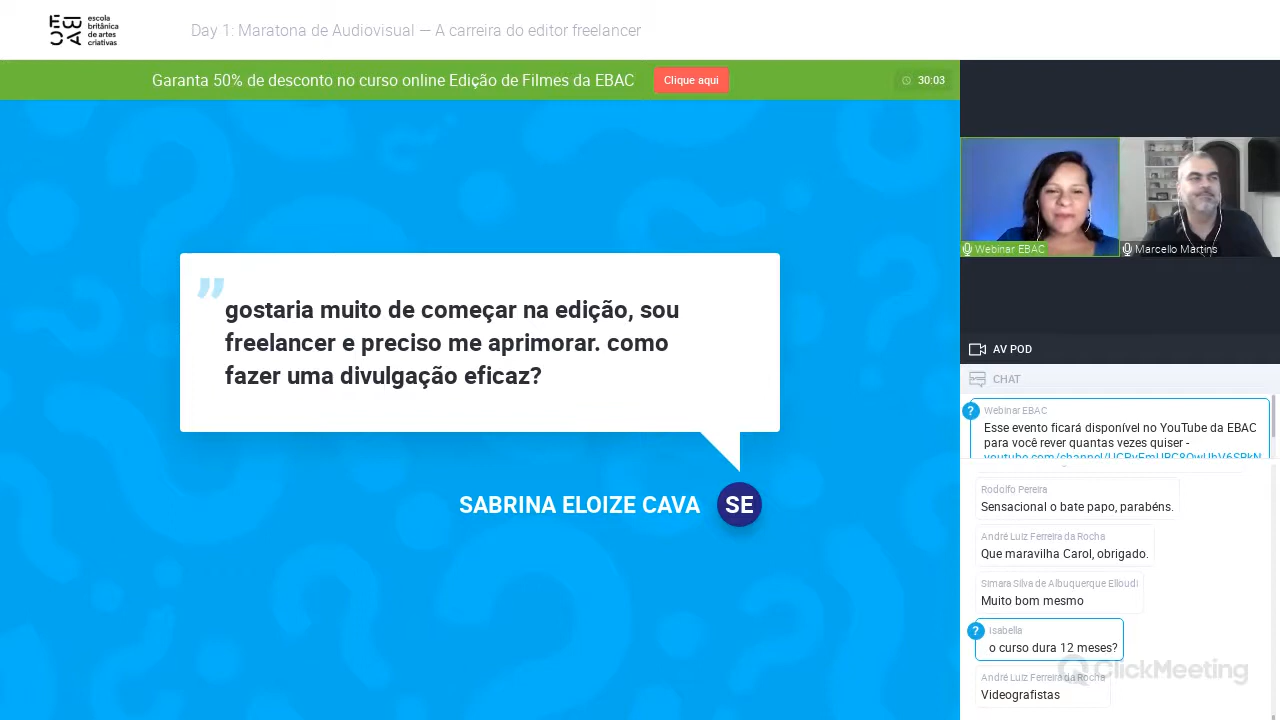 EBAC
escola
britânica
de artes
criativas
Day 1: Maratona de Audiovisual — A carreira do editor freelancer
Garanta 50% de desconto no curso online Edição de Filmes da EBAC
Clique aqui
30:03
"
gostaria muito de começar na edição, sou
freelancer e preciso me aprimorar. como
fazer uma divulgação eficaz?
SABRINA ELOIZE CAVA
SE
Webinar EBAC
Marcello Martins
AV POD
CHAT
?
Webinar EBAC
Esse evento ficará disponível no YouTube da EBAC
para você rever quantas vezes quiser -
Rodolfo Pereira
Sensacional o bate papo, parabéns.
André Luiz Ferreira da Rocha
Que maravilha Carol, obrigado.
Simara Silva de Albuquerque Elloudi
Muito bom mesmo
?
Isabella
o curso dura 12 meses?
ClickMeeting
André Luiz Ferreira da Rocha
Videografistas